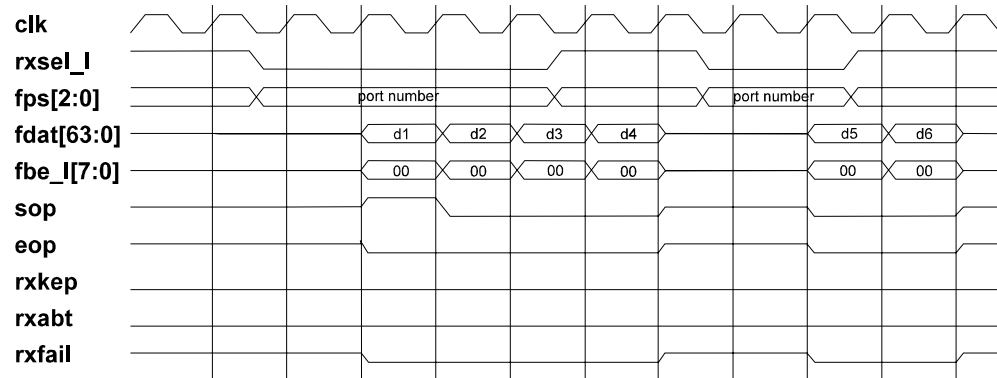 clk
rxsel_l
fps[2:0] port number port number
fdat[63:0] d1 d2 d3 d4 d5 d6
fbe_l[7:0] 00 00 00 00 00 00
sop
eop
rxkep
rxabt
rxfail